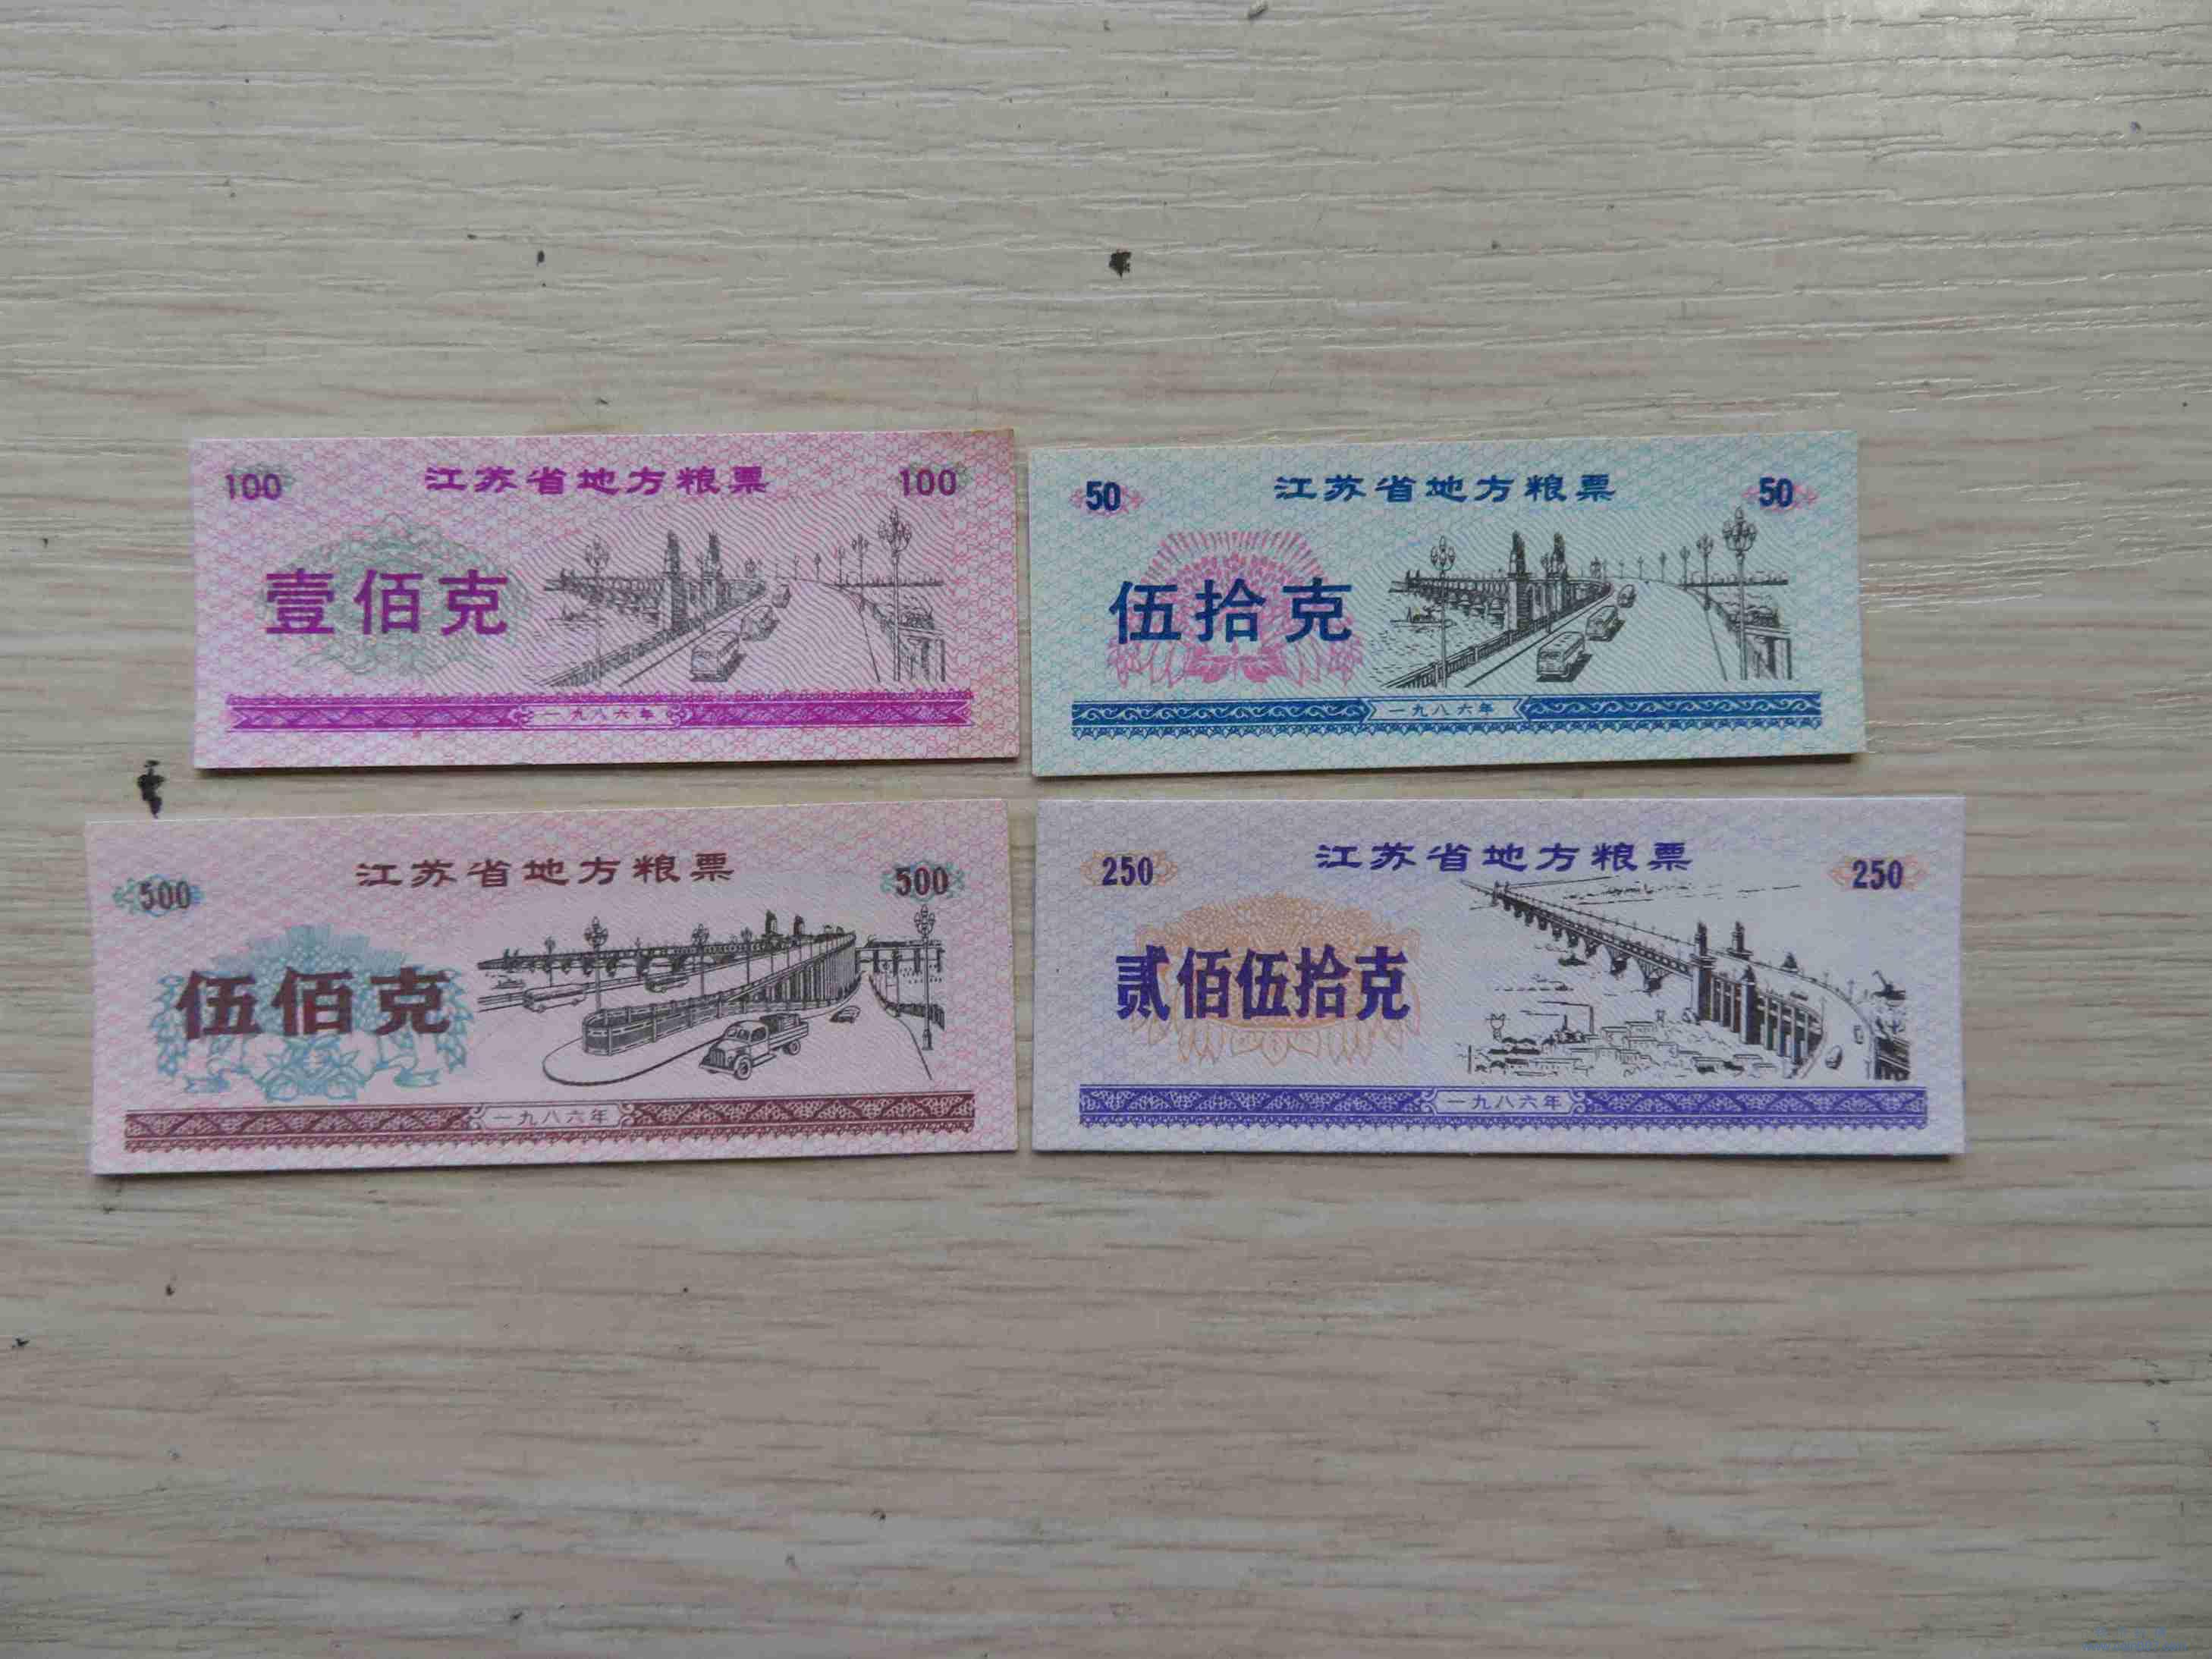 100 江苏省地方粮票 100
壹佰克
一九八六年
50 江苏省地方粮票 50
伍拾克
一九八六年
500 江苏省地方粮票 500
伍佰克
一九八六年
250 江苏省地方粮票 250
贰佰伍拾克
一九八六年